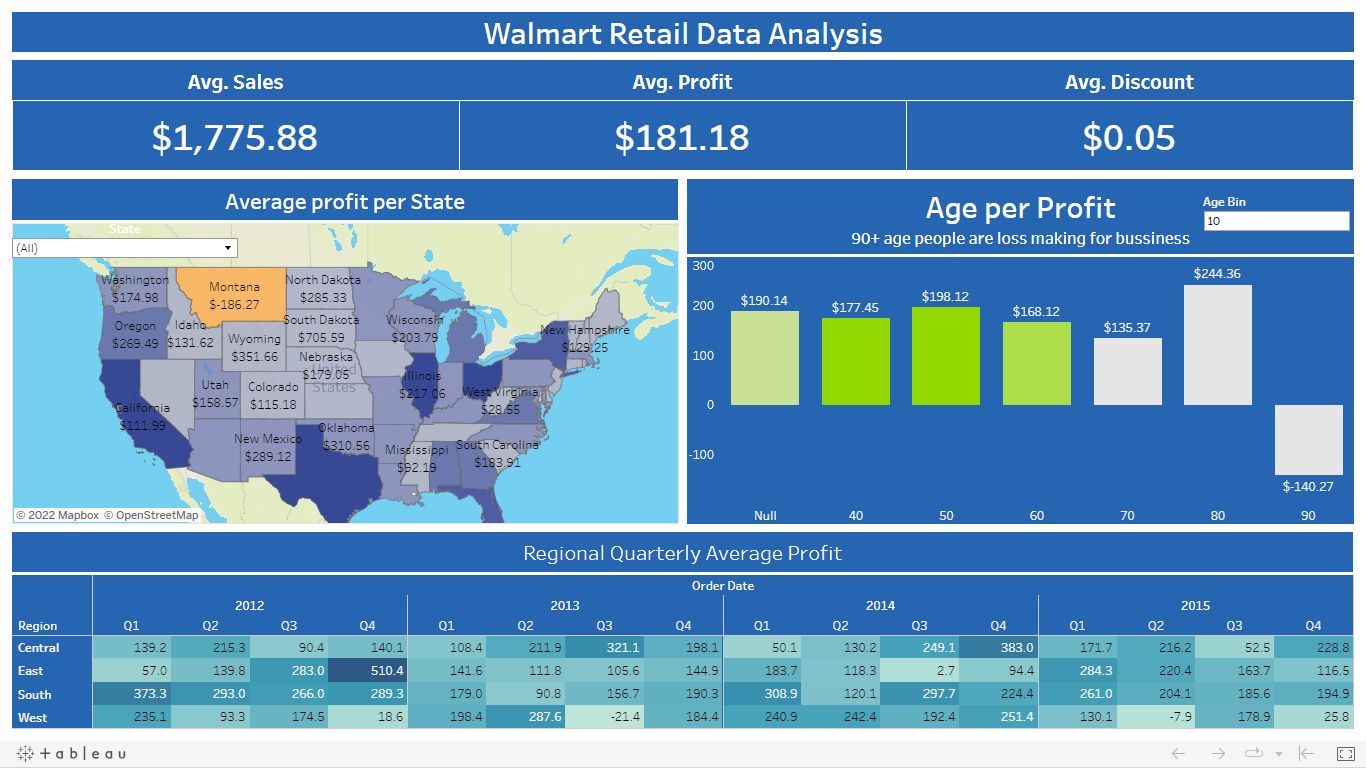 Walmart Retail Data Analysis
Avg. Sales
Avg. Profit
Avg. Discount
$1,775.88
$181.18
$0.05
Average profit per State
State
(All)
Washington
$174.98
Montana
$-186.27
North Dakota
$285.33
Oregon
$269.49
Idaho
$131.62
South Dakota
$705.59
Wisconsin
$203.79
New Hampshire
$129.25
Wyoming
$351.66
Nebraska
$179.05
United States
Utah
$158.57
Colorado
$115.18
Illinois
$217.06
West Virginia
$28.55
California
$111.99
New Mexico
$289.12
Oklahoma
$310.56
Mississippi
$92.19
South Carolina
$183.91
© 2022 Mapbox © OpenStreetMap
Age per Profit
90+ age people are loss making for bussiness
Age Bin
10
300
200
100
0
-100
$190.14
$177.45
$198.12
$168.12
$135.37
$244.36
$-140.27
Null 40 50 60 70 80 90
Regional Quarterly Average Profit
Order Date
2012 2013 2014 2015
Region Q1 Q2 Q3 Q4 Q1 Q2 Q3 Q4 Q1 Q2 Q3 Q4 Q1 Q2 Q3 Q4
Central 139.2 215.3 90.4 140.1 108.4 211.9 321.1 198.1 50.1 130.2 249.1 383.0 171.7 216.2 52.5 228.8
East 57.0 139.8 283.0 510.4 141.6 111.8 105.6 144.9 183.7 118.3 2.7 94.4 284.3 220.4 163.7 116.5
South 373.3 293.0 266.0 289.3 179.0 90.8 156.7 190.3 308.9 120.1 297.7 224.4 261.0 204.1 185.6 194.9
West 235.1 93.3 174.5 18.6 198.4 287.6 -21.4 184.4 240.9 242.4 192.4 251.4 130.1 -7.9 178.9 25.8
+ a b l e a u